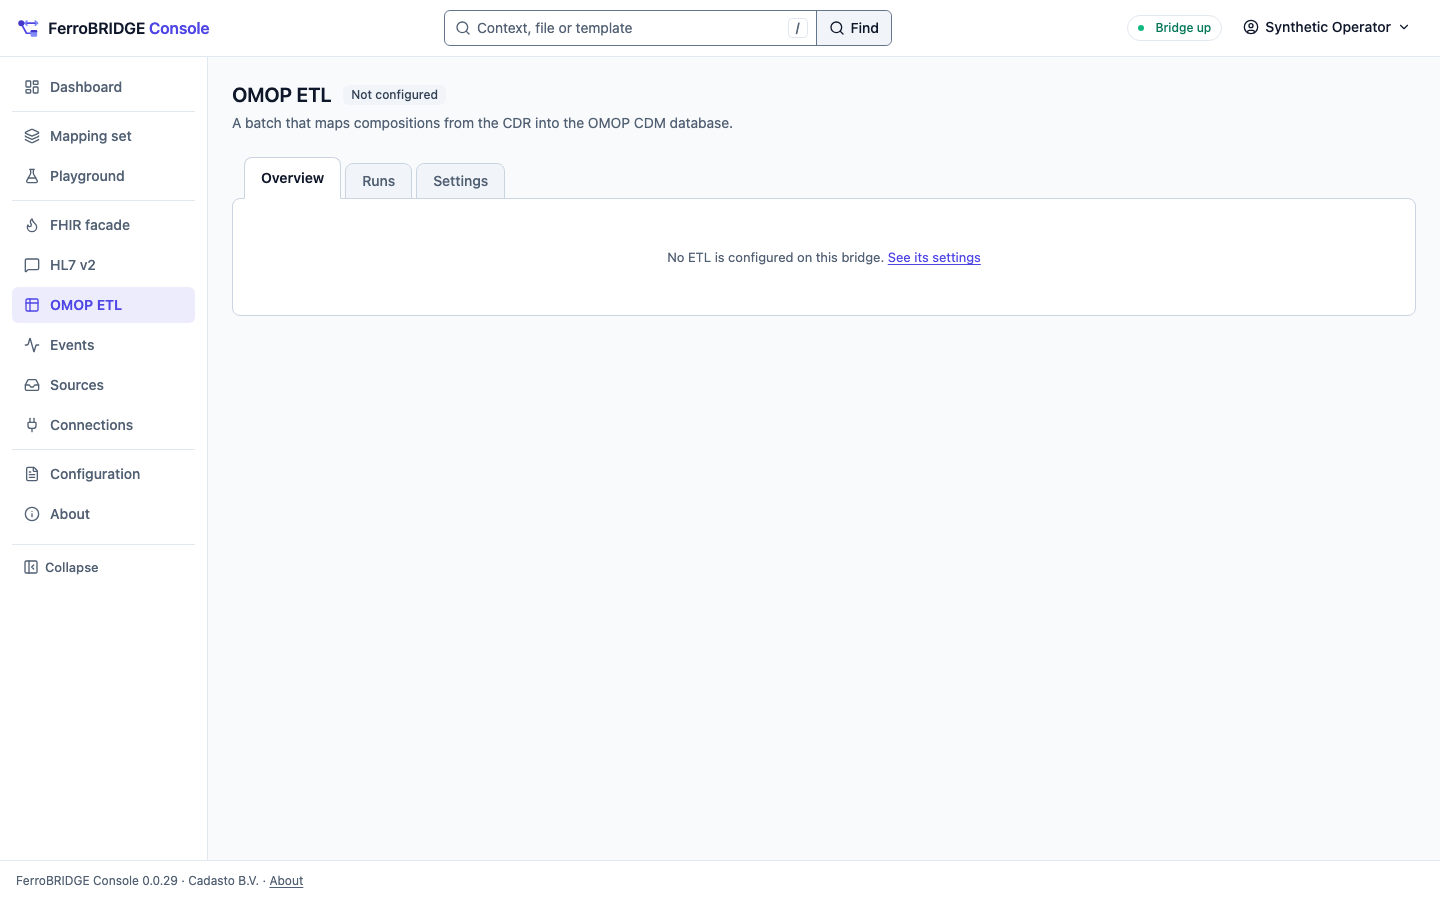 FerroBRIDGE Console
Context, file or template
/
Find
Bridge up
Synthetic Operator
Dashboard
Mapping set
Playground
FHIR facade
HL7 v2
OMOP ETL
Events
Sources
Connections
Configuration
About
Collapse
OMOP ETL
Not configured
A batch that maps compositions from the CDR into the OMOP CDM database.
Overview
Runs
Settings
No ETL is configured on this bridge. See its settings
FerroBRIDGE Console 0.0.29 · Cadasto B.V. · About